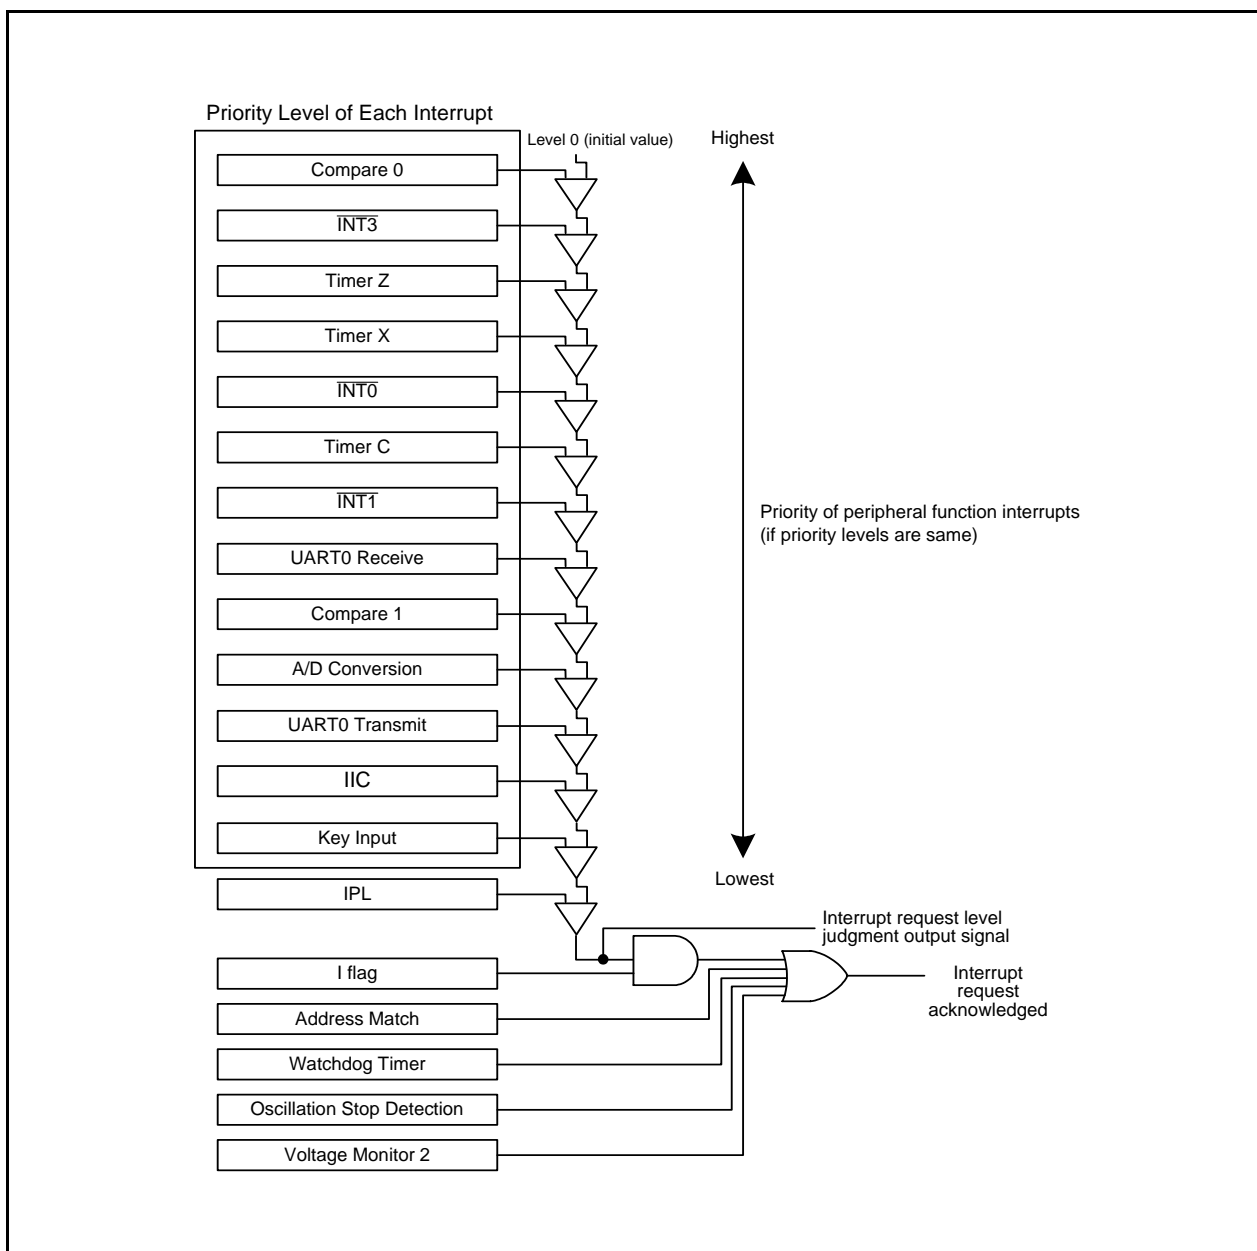 Priority Level of Each Interrupt
Level 0 (initial value)
Highest
Compare 0
INT3
Timer Z
Timer X
INT0
Timer C
INT1
Priority of peripheral function interrupts
(if priority levels are same)
UART0 Receive
Compare 1
A/D Conversion
UART0 Transmit
IIC
Key Input
Lowest
IPL
Interrupt request level
judgment output signal
I flag
Interrupt
request
acknowledged
Address Match
Watchdog Timer
Oscillation Stop Detection
Voltage Monitor 2